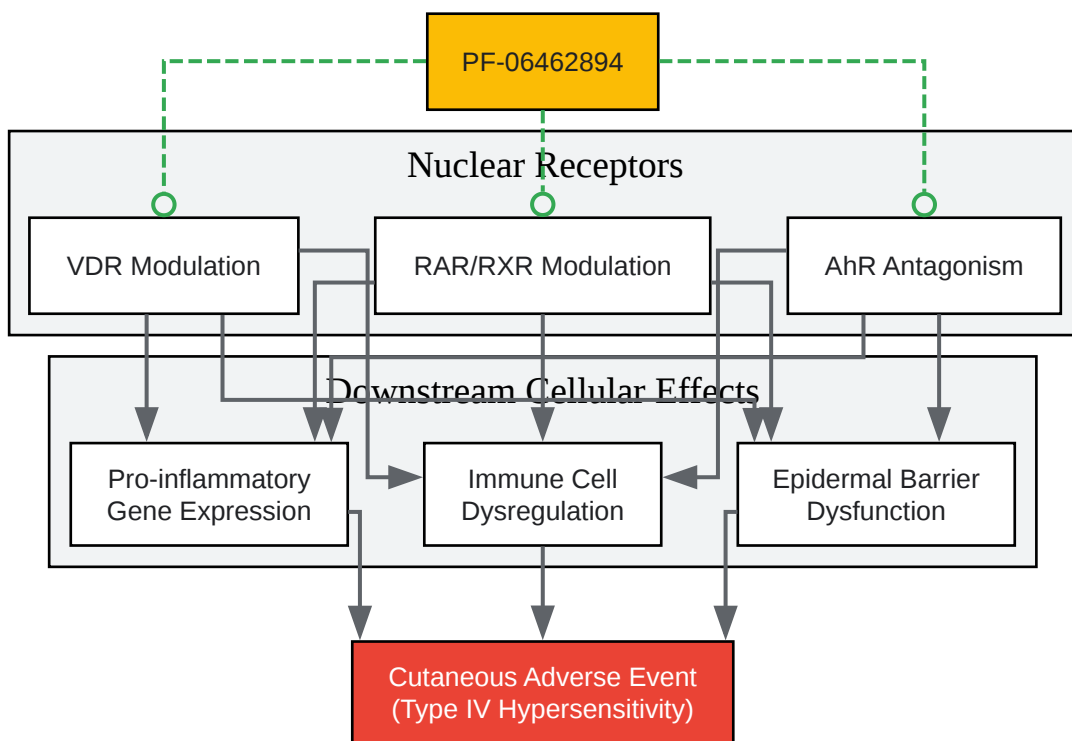 PF-06462894
Nuclear Receptors
VDR Modulation
RAR/RXR Modulation
AhR Antagonism
Downstream Cellular Effects
Pro-inflammatory
Gene Expression
Immune Cell
Dysregulation
Epidermal Barrier
Dysfunction
Cutaneous Adverse Event
(Type IV Hypersensitivity)